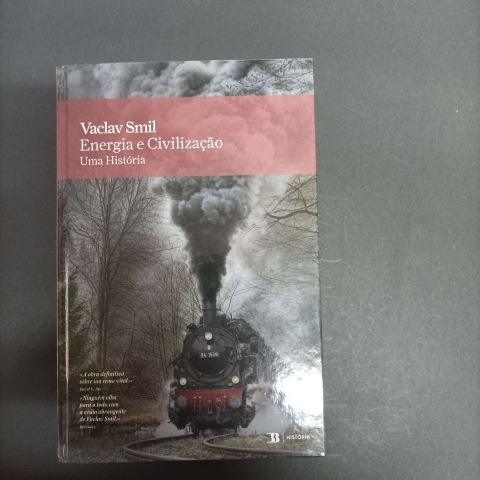 Vaclav Smil
Energia e Civilização
Uma História
«A obra definitiva
sobre um tema vital.»
«Ninguém olha
para o todo com
a visão abrangente
de Vaclav Smil.»
HISTÓRIA